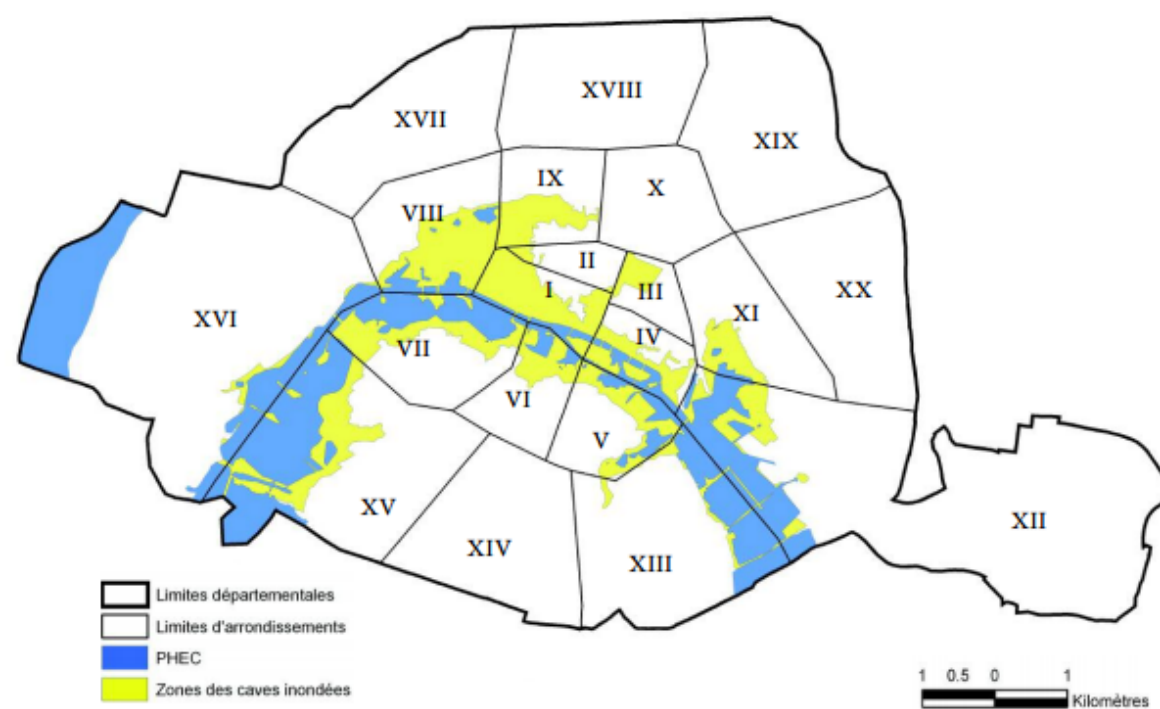 XVIII
XVII
XIX
IX
X
VIII
II
I
III
XX
XVI
XI
IV
VII
VI
V
XV
XII
XIV
XIII
Limites départementales
Limites d'arrondissements
PHEC
Zones des caves inondées
1 0.5 0 1
Kilomètres